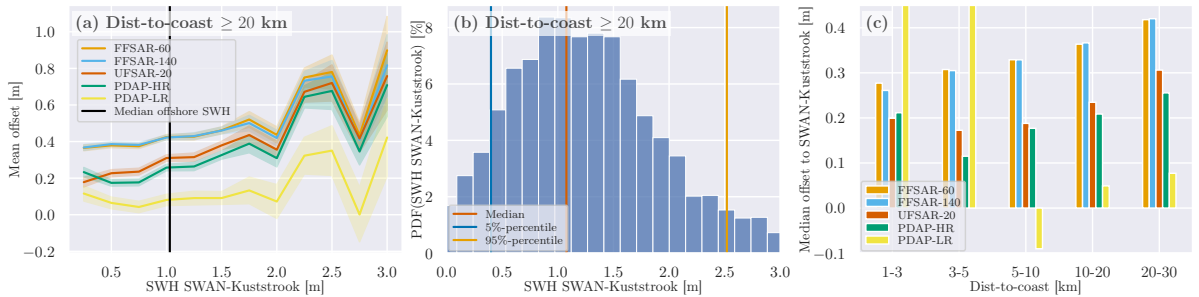 (a) Dist-to-coast ≥ 20 km
FFSAR-60
FFSAR-140
UFSAR-20
PDAP-HR
PDAP-LR
Median offshore SWH
Mean offset [m]
1.0
0.8
0.6
0.4
0.2
0.0
−0.2
0.5
1.0
1.5
2.0
2.5
3.0
SWH SWAN-Kuststrook [m]
(b) Dist-to-coast ≥ 20 km
PDF(SWH SWAN-Kuststrook) [%]
8
6
4
2
0
Median
5%-percentile
95%-percentile
0.0
0.5
1.0
1.5
2.0
2.5
3.0
SWH SWAN-Kuststrook [m]
(c)
Median offset to SWAN-Kuststrook [m]
0.4
0.3
0.2
0.1
0.0
−0.1
FFSAR-60
FFSAR-140
UFSAR-20
PDAP-HR
PDAP-LR
1-3
3-5
5-10
10-20
20-30
Dist-to-coast [km]